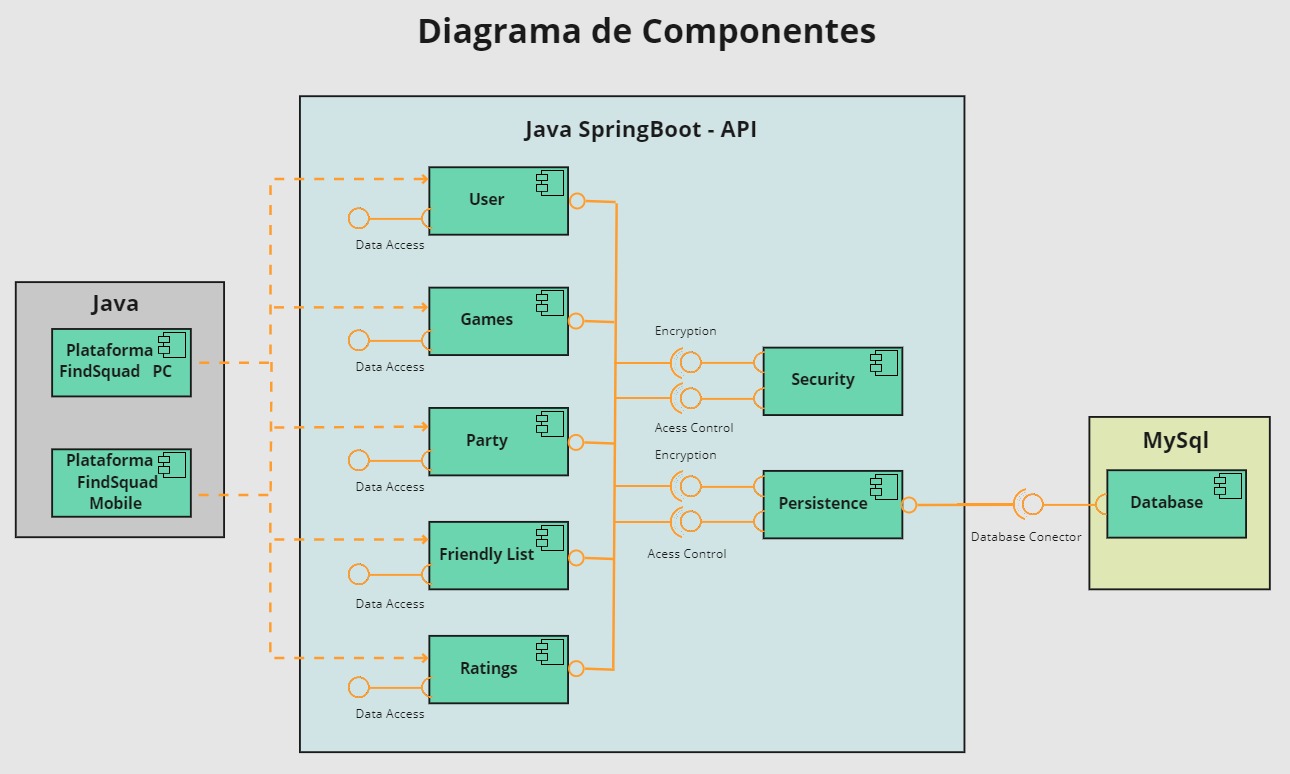 Diagrama de Componentes
Java SpringBoot - API
User
Data Access
Games
Data Access
Party
Data Access
Friendly List
Data Access
Ratings
Data Access
Java
Plataforma
FindSquad PC
Plataforma
FindSquad
Mobile
Encryption
Security
Acess Control
Encryption
Persistence
Acess Control
Database Conector
MySql
Database